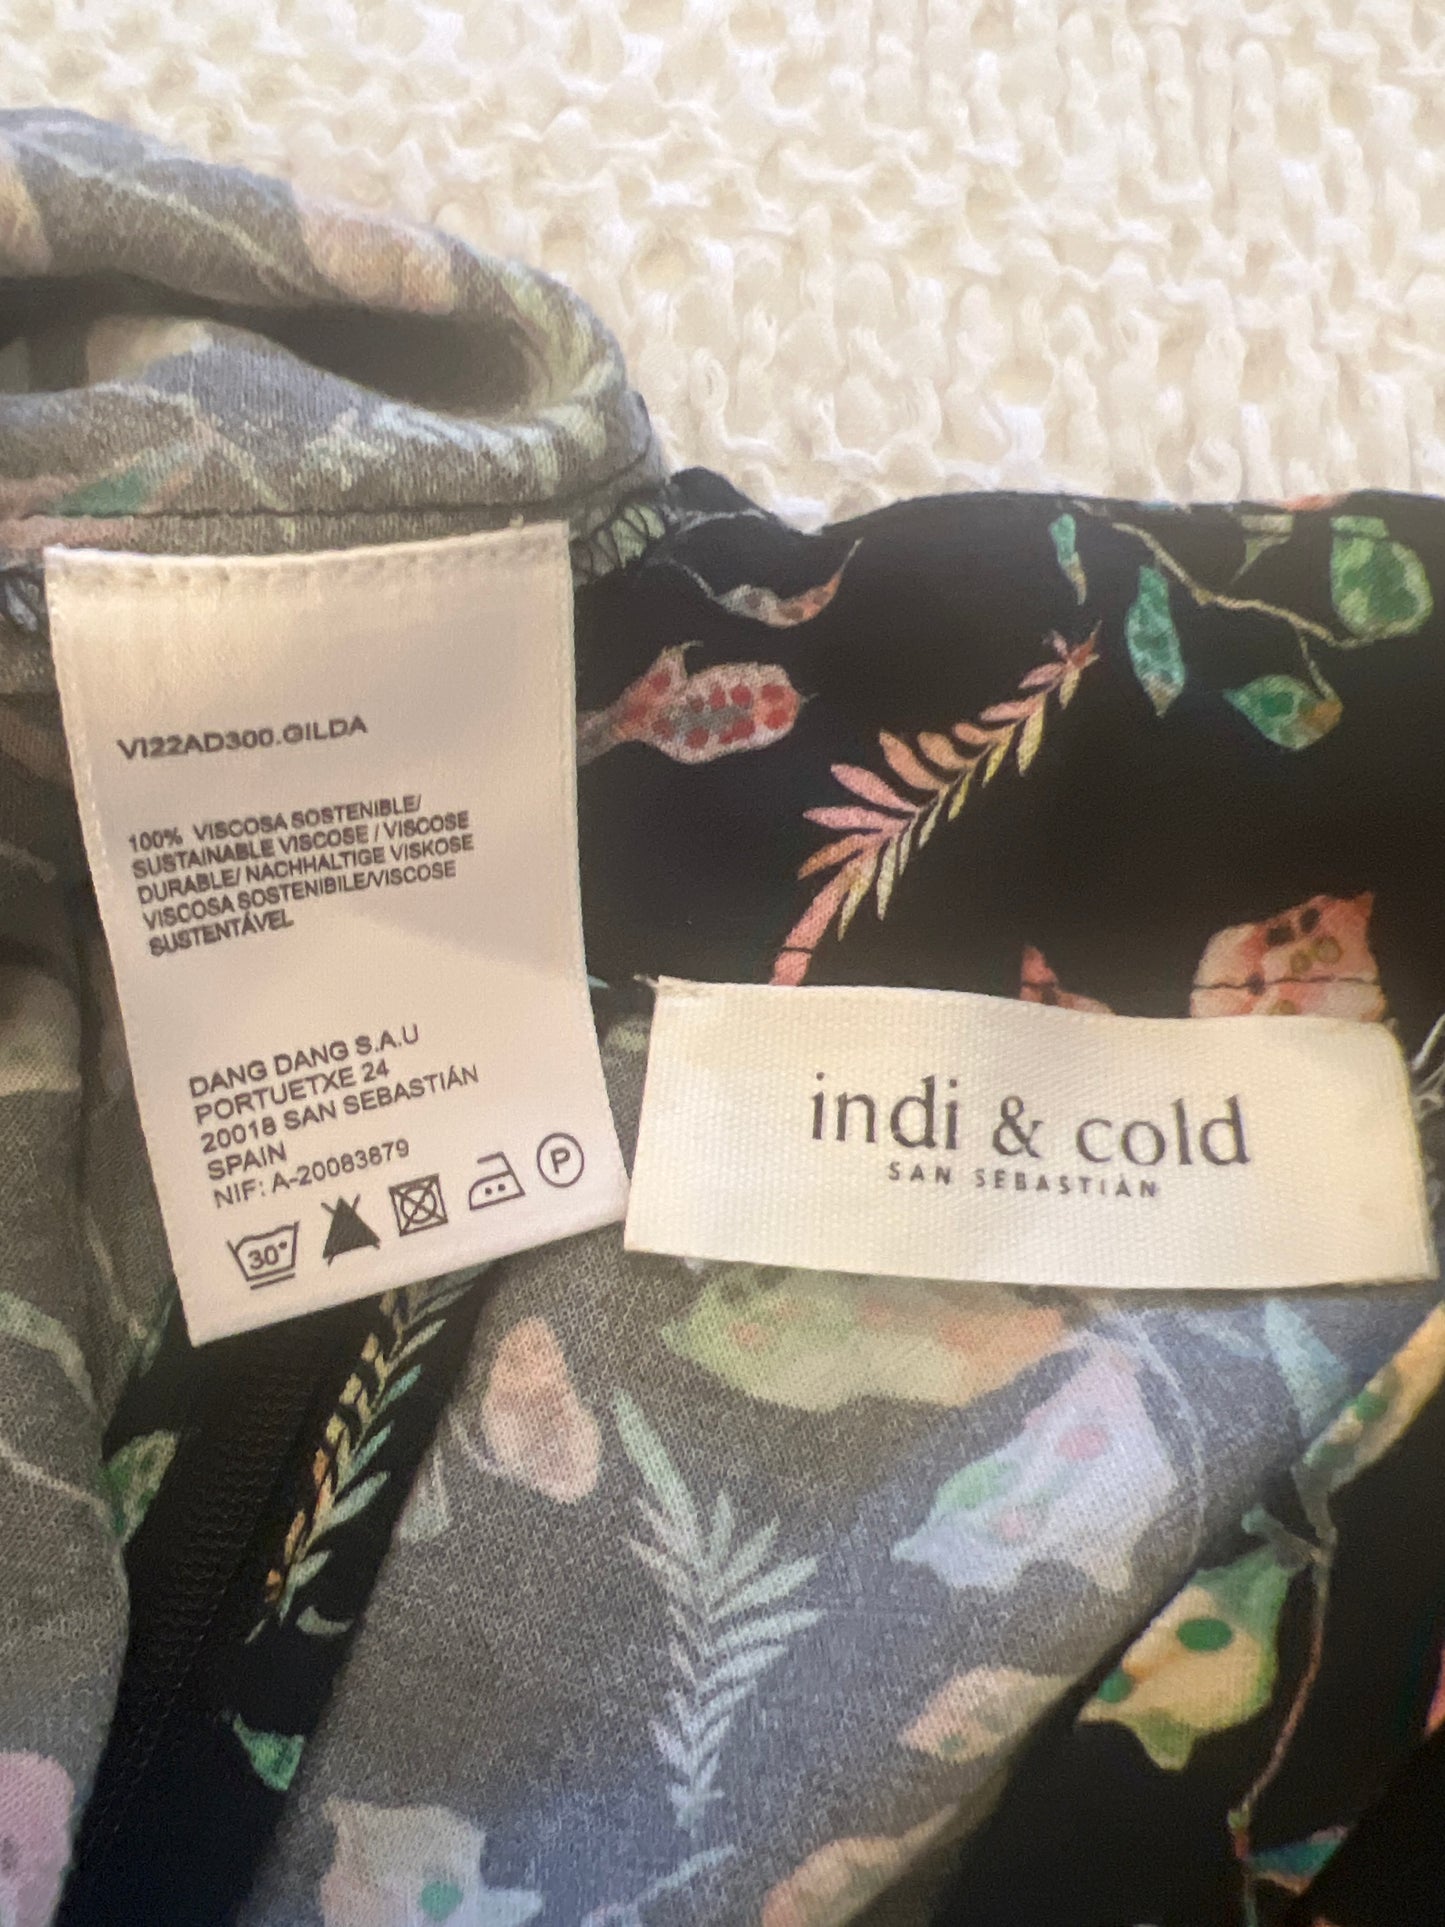 VI22AD300.GILDA
100% VISCOSA SOSTENIBLE/
SUSTAINABLE VISCOSE / VISCOSE
DURABLE/ NACHHALTIGE VISKOSE
VISCOSA SOSTENIBILE/VISCOSE
SUSTENTÁVEL
DANG DANG S.A.U
PORTUETXE 24
20018 SAN SEBASTIÁN
SPAIN
NIF: A-20083879
30°
P
indi & cold
SAN SEBASTIÁN